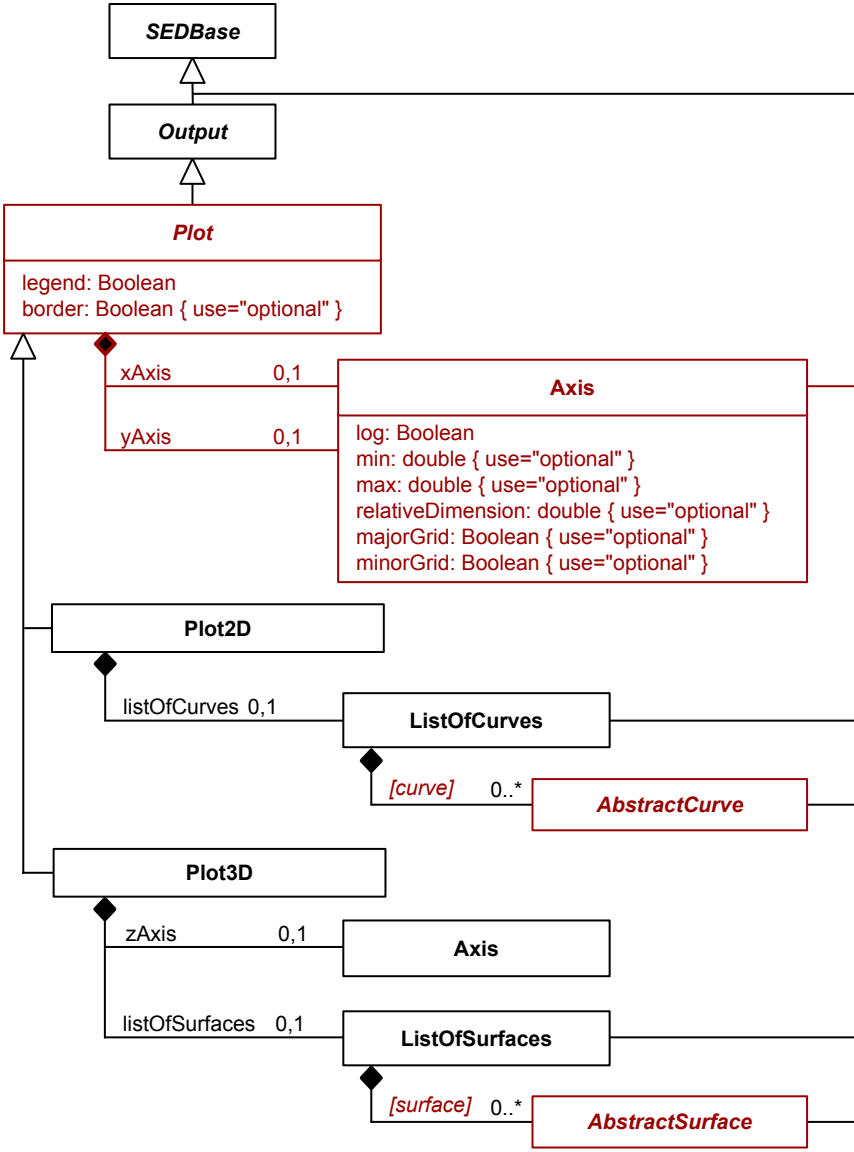 SEDBase
Output
Plot
legend: Boolean
border: Boolean { use="optional" }
xAxis 0,1
Axis
yAxis 0,1
log: Boolean
min: double { use="optional" }
max: double { use="optional" }
relativeDimension: double { use="optional" }
majorGrid: Boolean { use="optional" }
minorGrid: Boolean { use="optional" }
Plot2D
listOfCurves 0,1
ListOfCurves
[curve] 0..*
AbstractCurve
Plot3D
zAxis 0,1
Axis
listOfSurfaces 0,1
ListOfSurfaces
[surface] 0..*
AbstractSurface